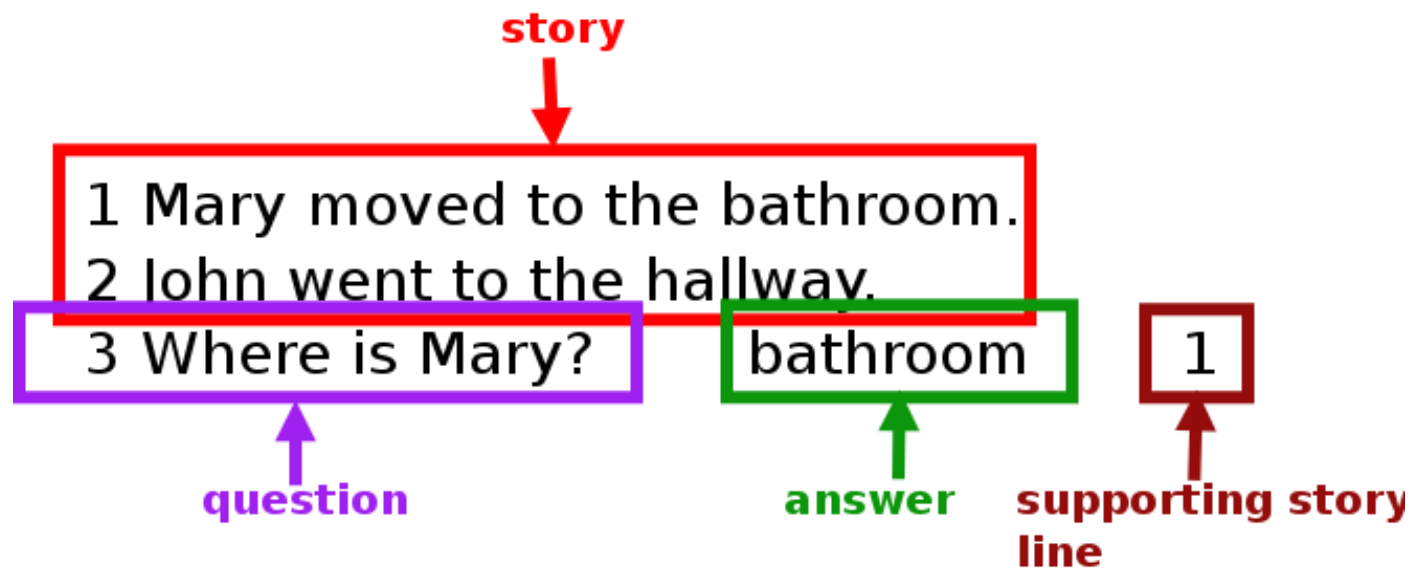 story
1 Mary moved to the bathroom.
2 John went to the hallway.
3 Where is Mary? bathroom 1
question answer supporting story
line